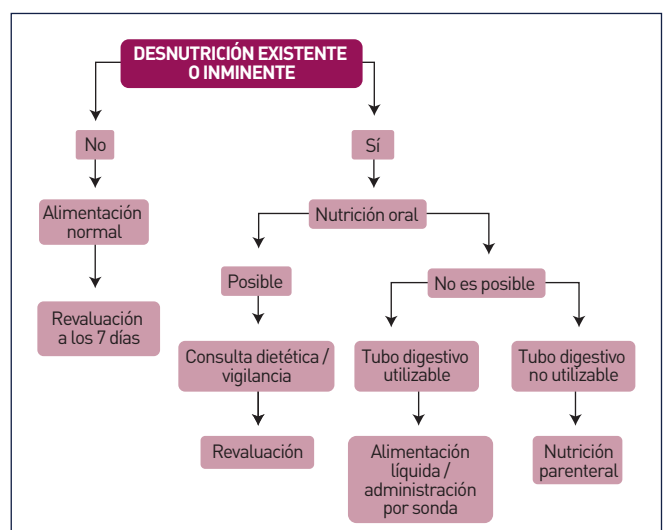 DESNUTRICIÓN EXISTENTE
O INMINENTE
No
Sí
Alimentación
normal
Nutrición oral
Posible
No es posible
Revaluación
a los 7 días
Consulta dietética /
vigilancia
Tubo digestivo
utilizable
Tubo digestivo
no utilizable
Revaluación
Alimentación
líquida /
administración
por sonda
Nutrición
parenteral